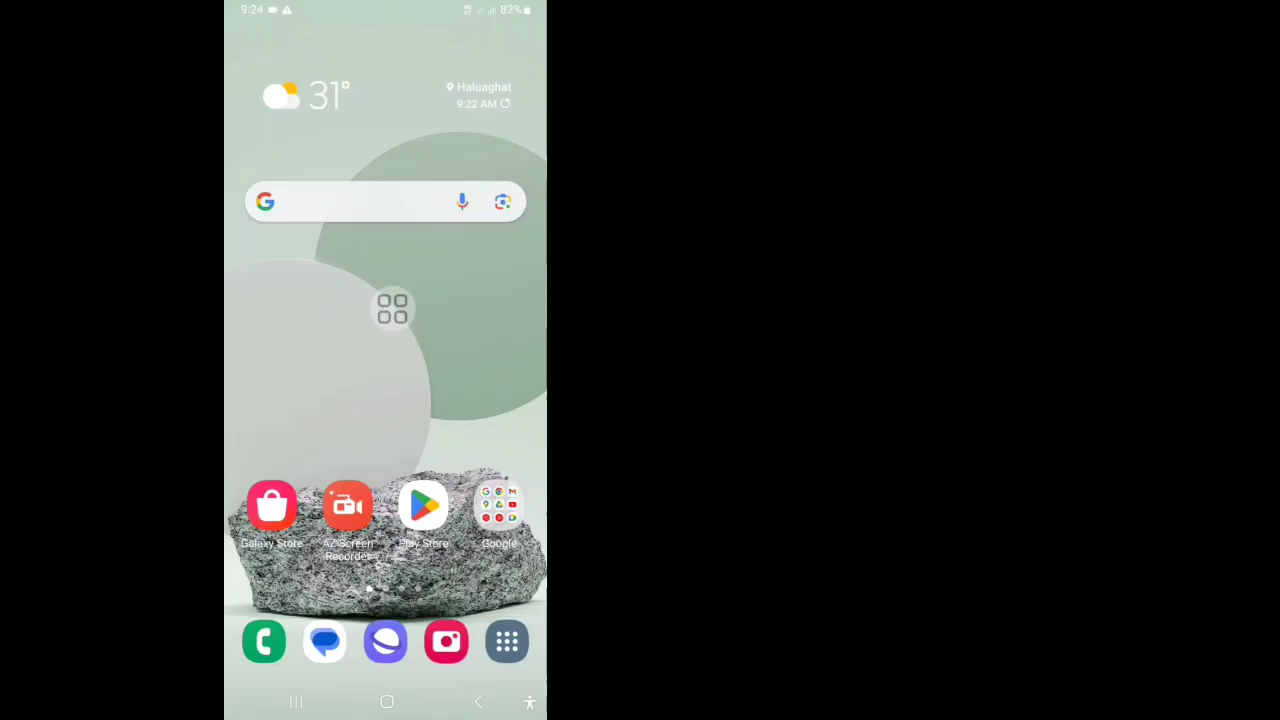 9:24
82%
31°
Haluaghat
9:22 AM
Galaxy Store
AZ Screen
Recorder
Play Store
Google